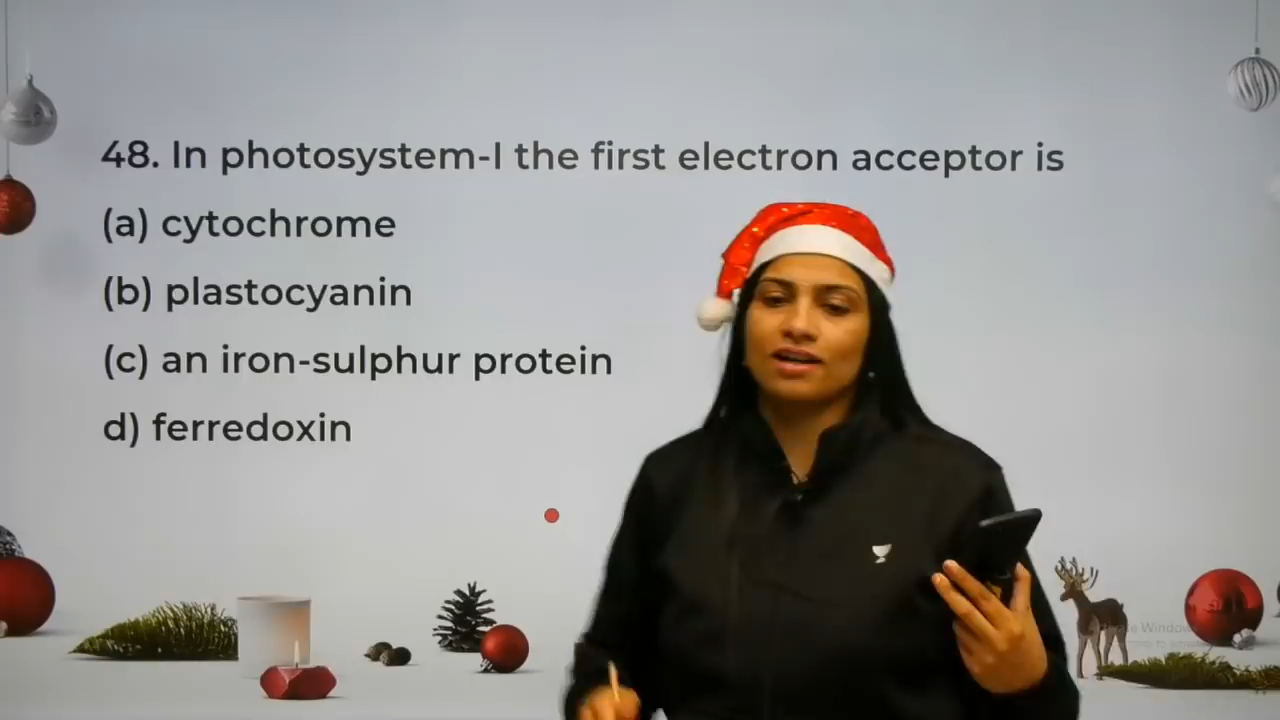 48. In photosystem-I the first electron acceptor is
(a) cytochrome
(b) plastocyanin
(c) an iron-sulphur protein
d) ferredoxin